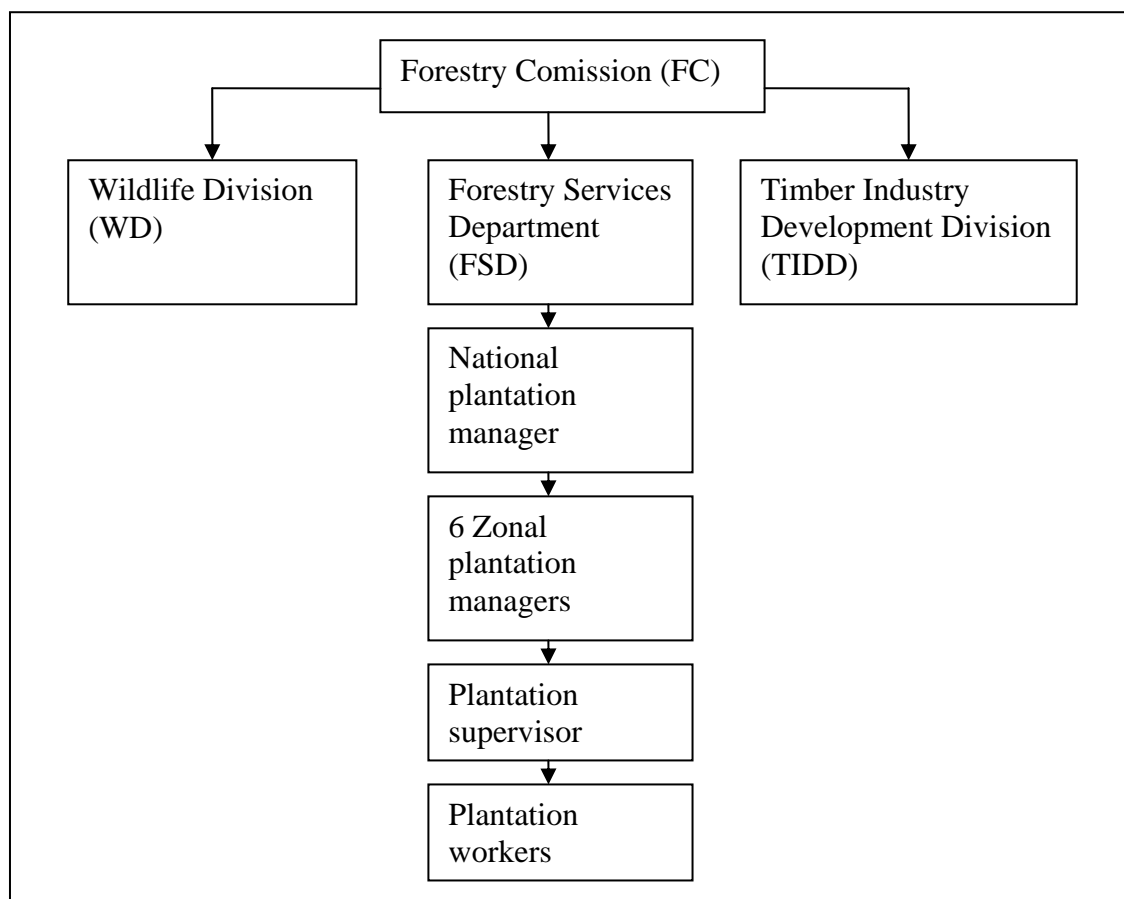 Forestry Comission (FC)
Wildlife Division
(WD)
Forestry Services
Department
(FSD)
Timber Industry
Development Division
(TIDD)
National
plantation
manager
6 Zonal
plantation
managers
Plantation
supervisor
Plantation
workers